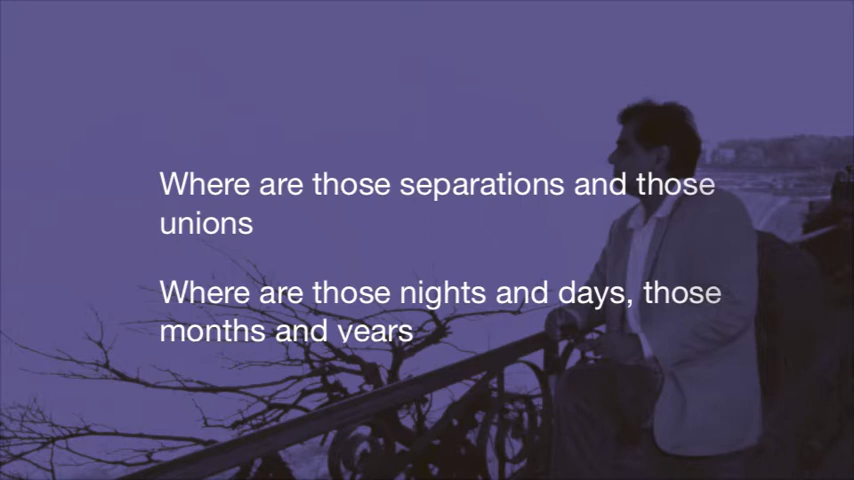 Where are those separations and those
unions
Where are those nights and days, those
months and years